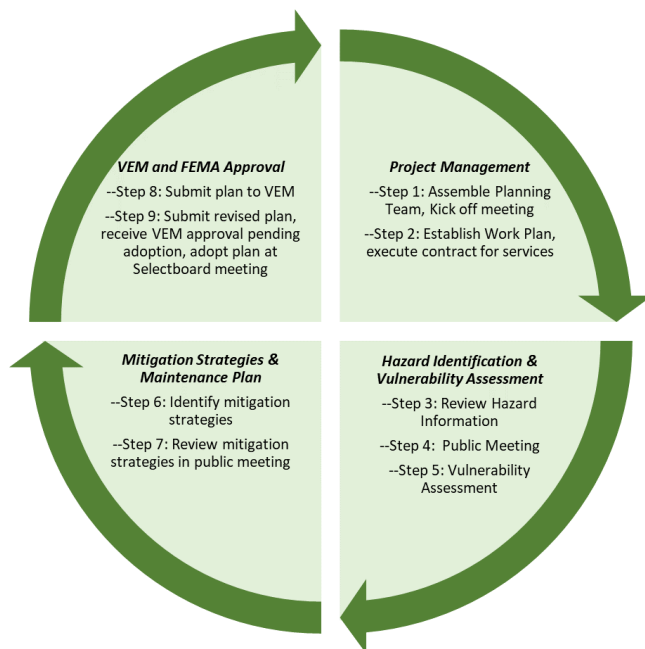 VEM and FEMA Approval
--Step 8: Submit plan to VEM
--Step 9: Submit revised plan,
receive VEM approval pending
adoption, adopt plan at
Selectboard meeting
Project Management
--Step 1: Assemble Planning
Team, Kick off meeting
--Step 2: Establish Work Plan,
execute contract for services
Mitigation Strategies &
Maintenance Plan
--Step 6: Identify mitigation
strategies
--Step 7: Review mitigation
strategies in public meeting
Hazard Identification &
Vulnerability Assessment
--Step 3: Review Hazard
Information
--Step 4:  Public Meeting
--Step 5: Vulnerability
Assessment